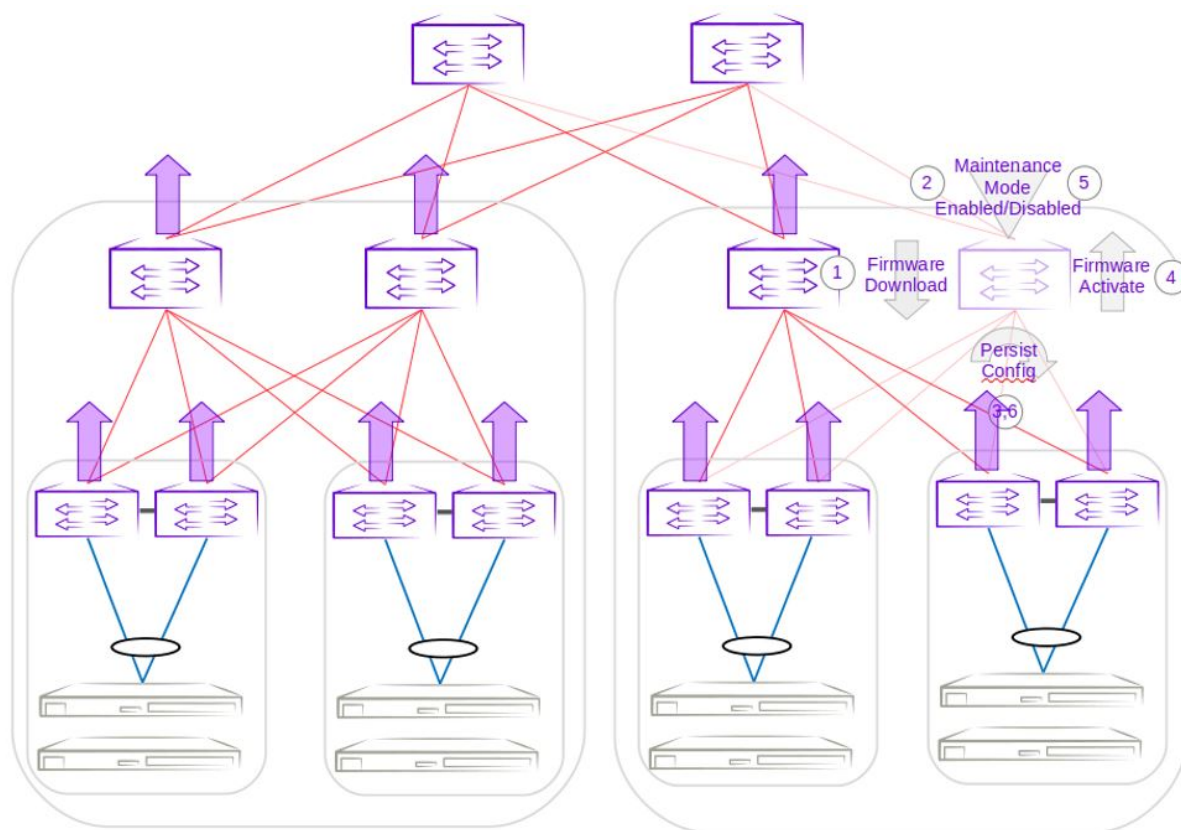 2
Maintenance
Mode
Enabled/Disabled
5
1
Firmware
Download
Firmware
Activate
4
Persist
Config
3,6